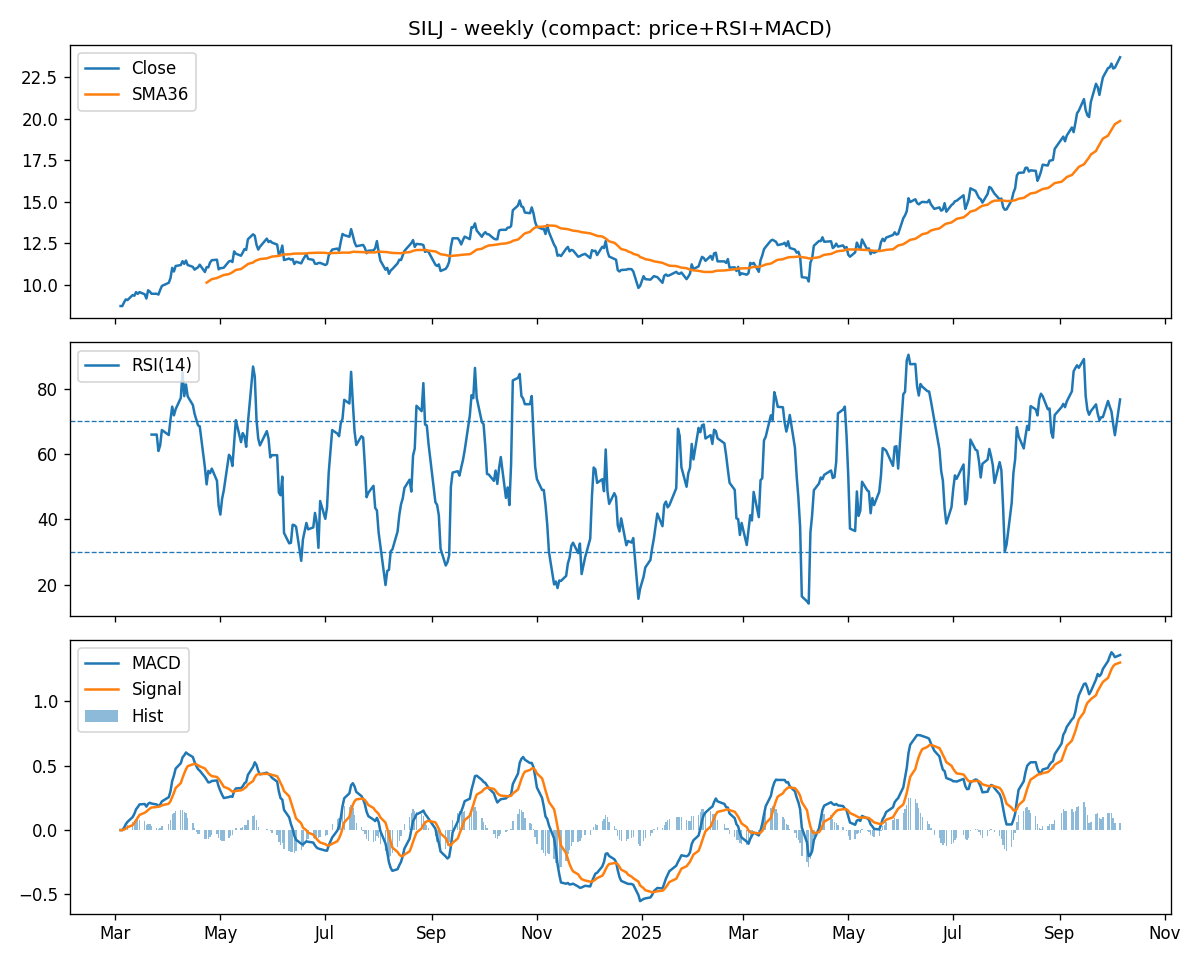 SILJ - weekly (compact: price+RSI+MACD)
Close
SMA36
22.5
20.0
17.5
15.0
12.5
10.0
RSI(14)
80
60
40
20
MACD
Signal
Hist
1.0
0.5
0.0
−0.5
Mar May Jul Sep Nov 2025 Mar May Jul Sep Nov